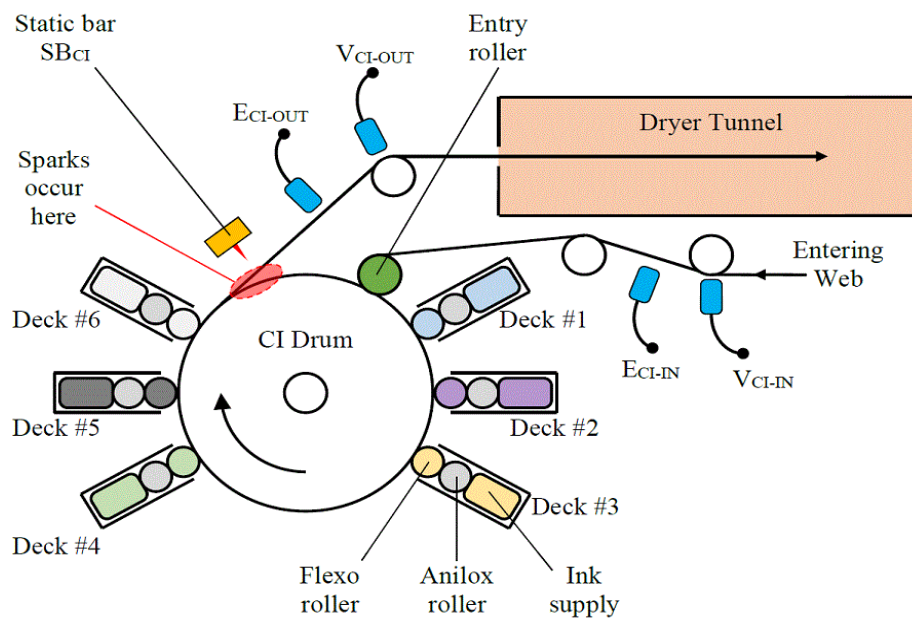 Static bar
SBCI
VCI-OUT
Entry
roller
ECI-OUT
Dryer Tunnel
Sparks
occur
here
Entering
Web
Deck #6
CI Drum
Deck #1
ECI-IN
VCI-IN
Deck #5
Deck #2
Deck #4
Deck #3
Flexo
roller
Anilox
roller
Ink
supply